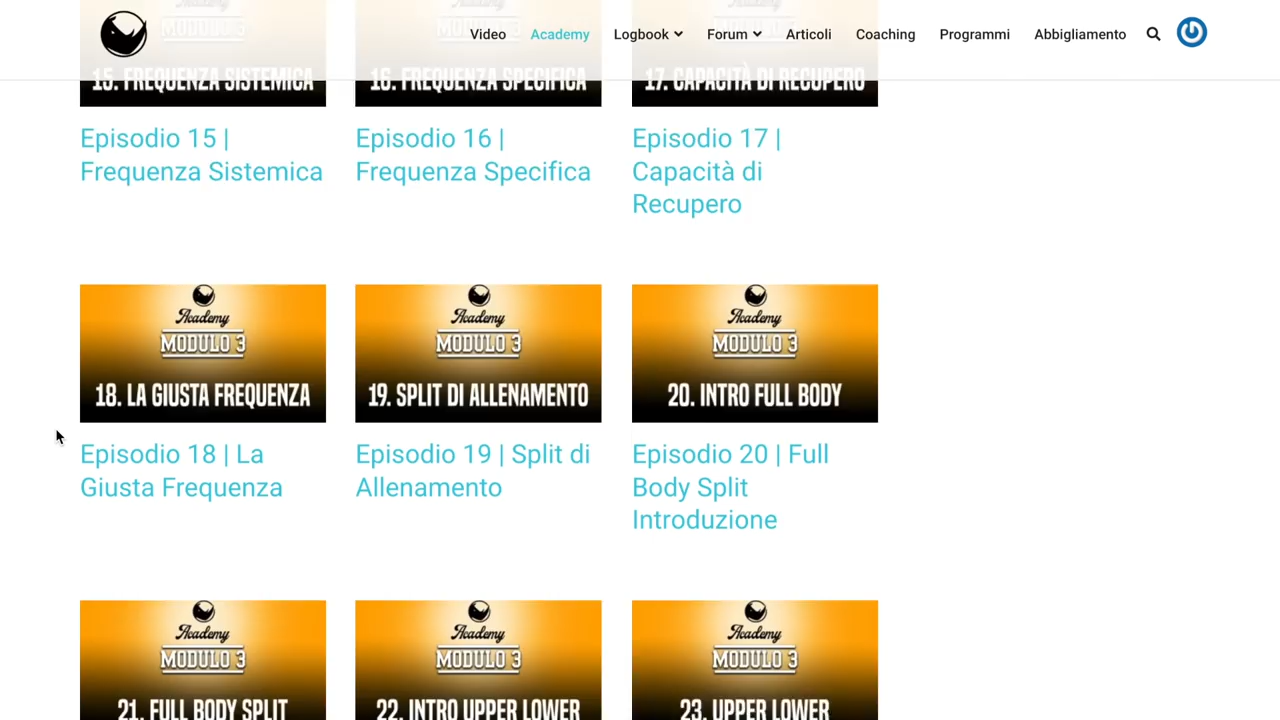 Video Academy Logbook Forum Articoli Coaching Programmi Abbigliamento
15. FREQUENZA SISTEMICA
16. FREQUENZA SPECIFICA
17. CAPACITÀ DI RECUPERO
Episodio 15 |
Frequenza Sistemica
Episodio 16 |
Frequenza Specifica
Episodio 17 |
Capacità di
Recupero
Academy
MODULO 3
18. LA GIUSTA FREQUENZA
Academy
MODULO 3
19. SPLIT DI ALLENAMENTO
Academy
MODULO 3
20. INTRO FULL BODY
Episodio 18 | La
Giusta Frequenza
Episodio 19 | Split di
Allenamento
Episodio 20 | Full
Body Split
Introduzione
Academy
MODULO 3
21. FULL BODY SPLIT
Academy
MODULO 3
22. INTRO UPPER LOWER
Academy
MODULO 3
23. UPPER LOWER